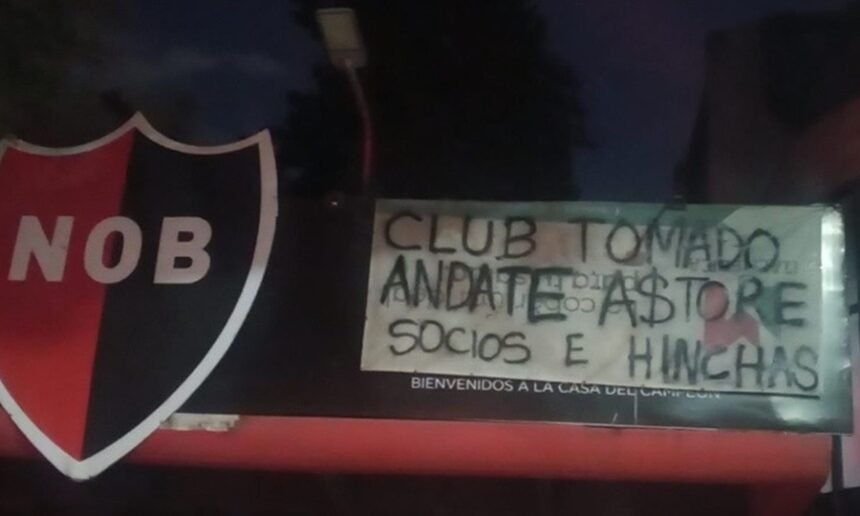 NOB
CLUB TOMADO
ANDATE A$TORE
SOCIOS E HINCHAS
BIENVENIDOS A LA CASA DEL CAMPEÓN